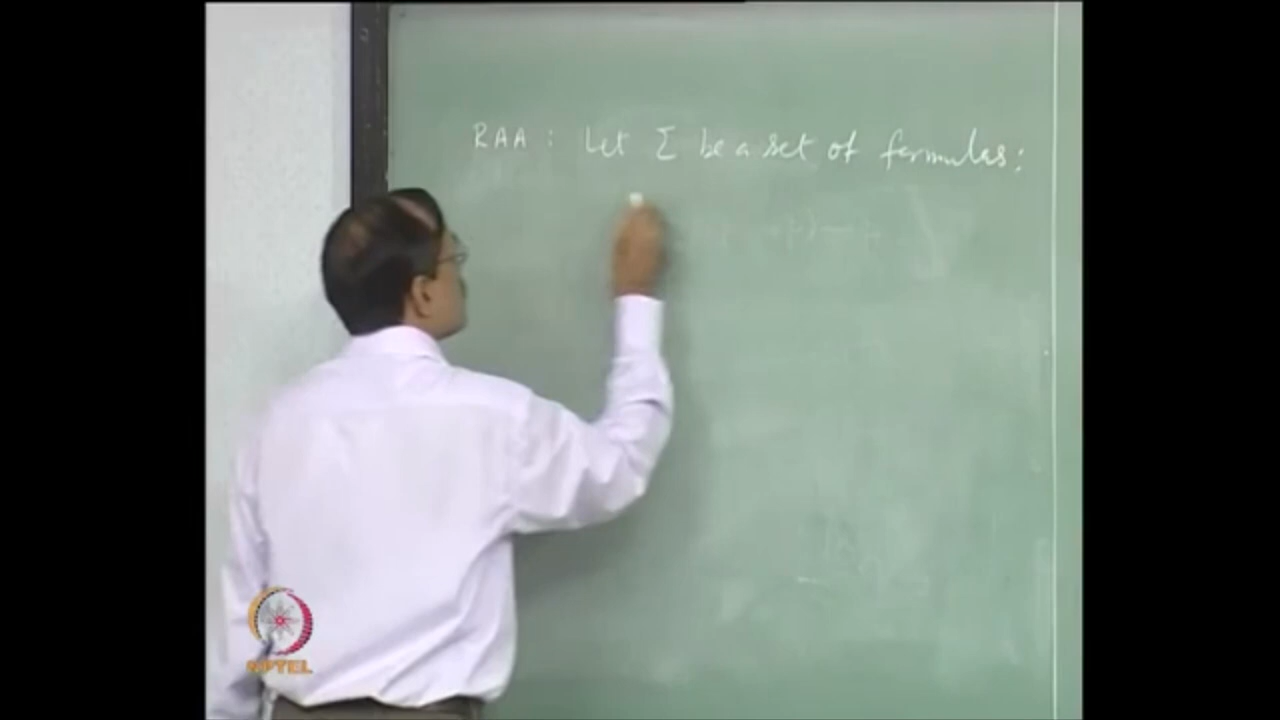 RAA : Let Σ be a set of formulas;
NPTEL